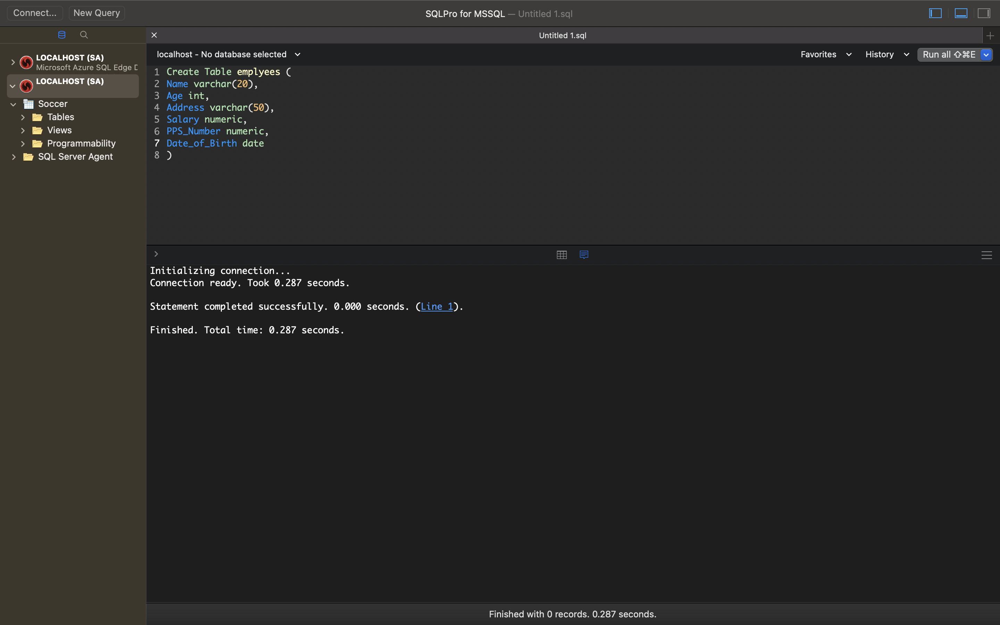 Connect...
New Query
SQLPro for MSSQL — Untitled 1.sql
Untitled 1.sql
LOCALHOST (SA)
Microsoft Azure SQL Edge D
LOCALHOST (SA)
Soccer
Tables
Views
Programmability
SQL Server Agent
localhost - No database selected
Favorites
History
Run all ⇧⌘E
1 Create Table emplyees (
2 Name varchar(20),
3 Age int,
4 Address varchar(50),
5 Salary numeric,
6 PPS_Number numeric,
7 Date_of_Birth date
8 )
Initializing connection...
Connection ready. Took 0.287 seconds.
Statement completed successfully. 0.000 seconds. (Line 1).
Finished. Total time: 0.287 seconds.
Finished with 0 records. 0.287 seconds.